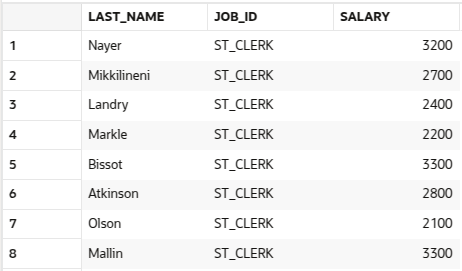 LAST_NAME JOB_ID SALARY
1 Nayer ST_CLERK 3200
2 Mikkilineni ST_CLERK 2700
3 Landry ST_CLERK 2400
4 Markle ST_CLERK 2200
5 Bissot ST_CLERK 3300
6 Atkinson ST_CLERK 2800
7 Olson ST_CLERK 2100
8 Mallin ST_CLERK 3300